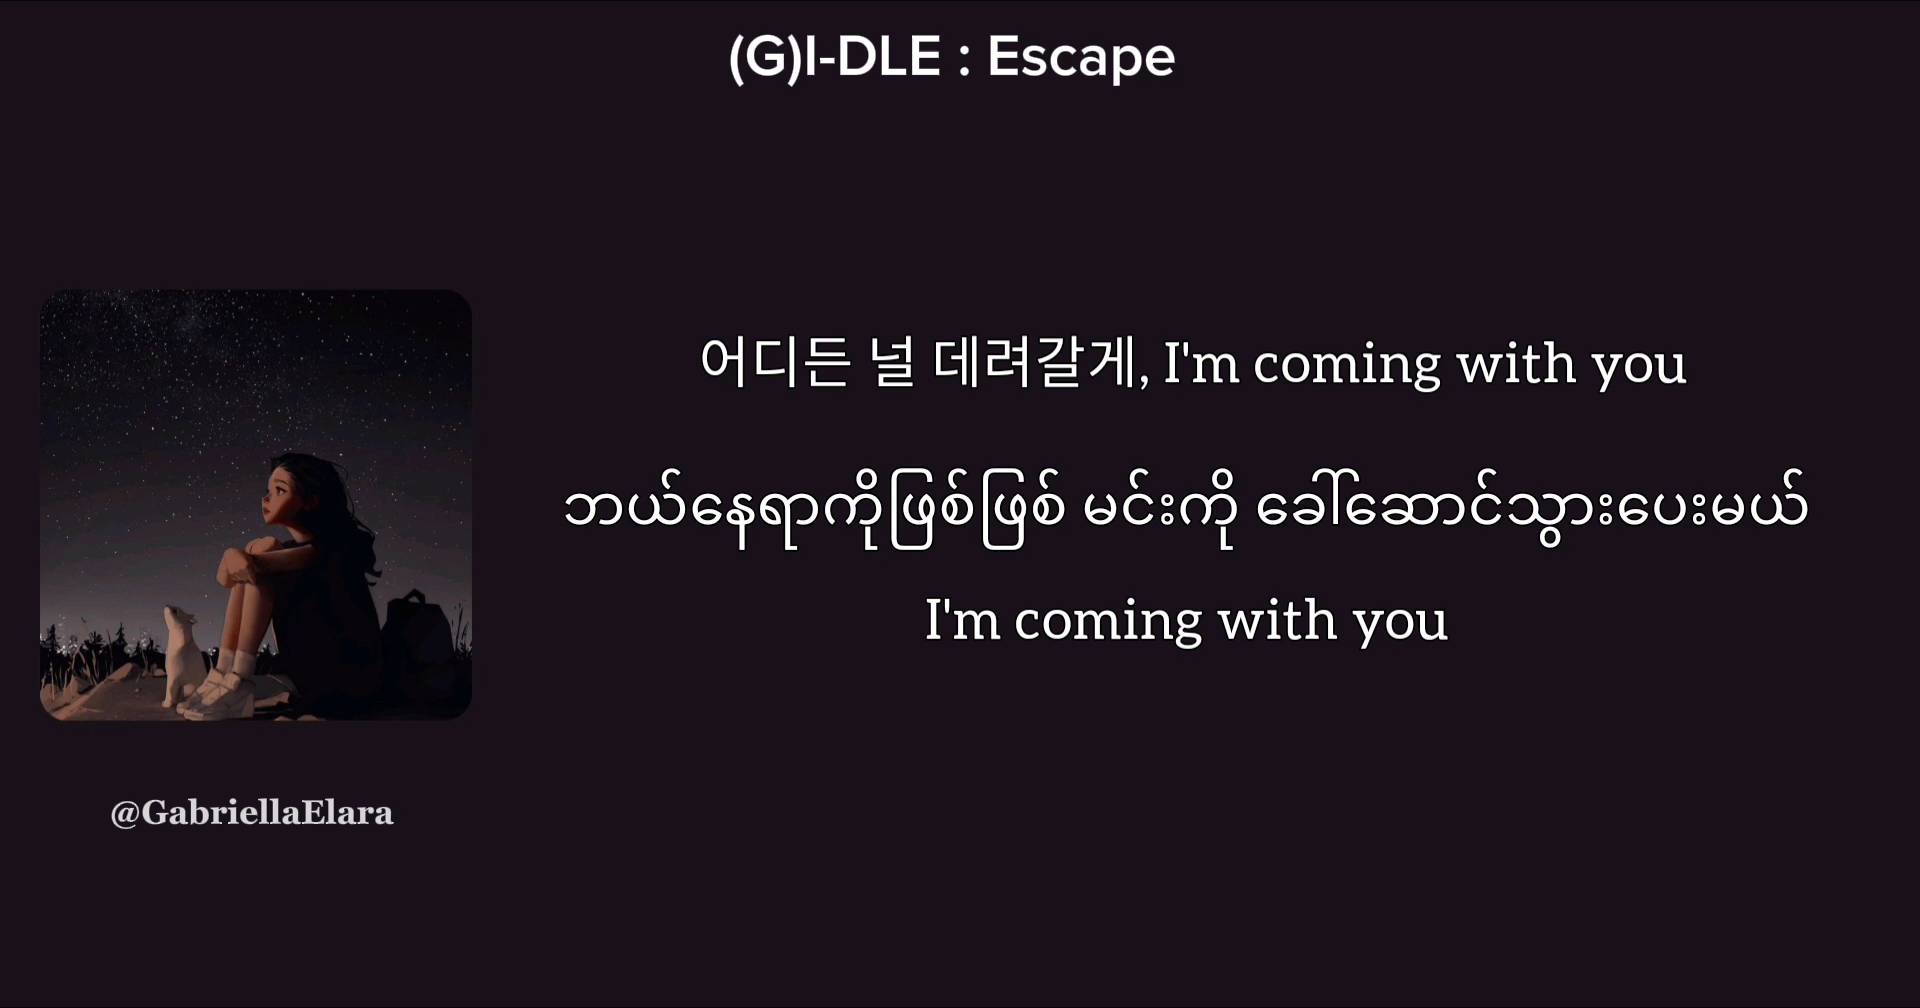 (G)I-DLE : Escape
어디든 널 데려갈게, I'm coming with you
ဘယ်နေရာကိုဖြစ်ဖြစ် မင်းကို ခေါ်ဆောင်သွားပေးမယ်
I'm coming with you
@GabriellaElara